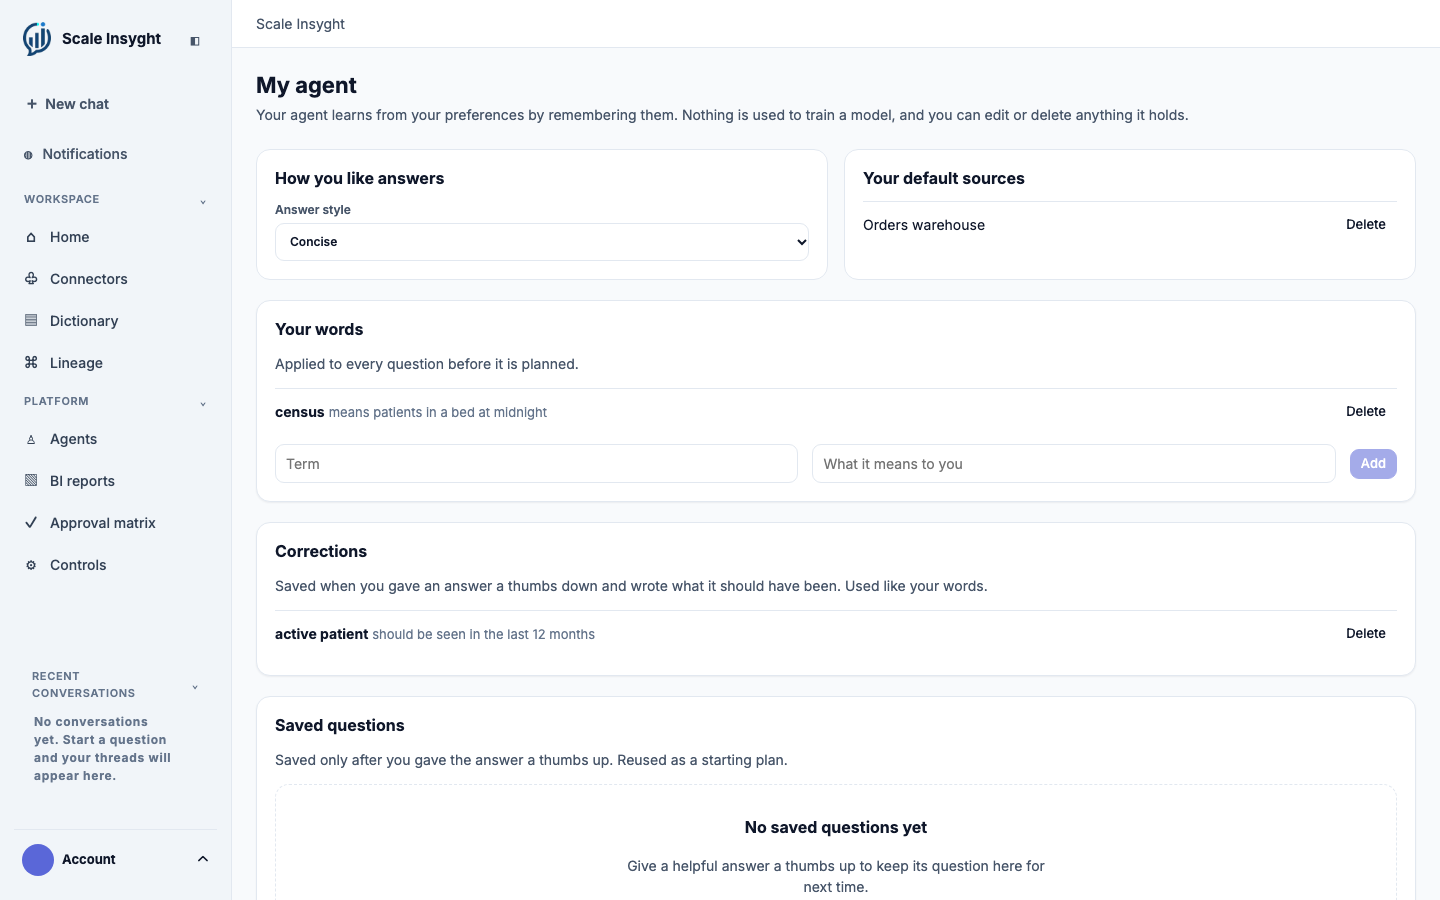 Scale Insyght
+ New chat
Notifications
WORKSPACE
Home
Connectors
Dictionary
Lineage
PLATFORM
Agents
BI reports
Approval matrix
Controls
RECENT
CONVERSATIONS
No conversations
yet. Start a question
and your threads will
appear here.
Account
Scale Insyght
My agent
Your agent learns from your preferences by remembering them. Nothing is used to train a model, and you can edit or delete anything it holds.
How you like answers
Answer style
Concise
Your default sources
Orders warehouse
Delete
Your words
Applied to every question before it is planned.
census means patients in a bed at midnight
Delete
Term
What it means to you
Add
Corrections
Saved when you gave an answer a thumbs down and wrote what it should have been. Used like your words.
active patient should be seen in the last 12 months
Delete
Saved questions
Saved only after you gave the answer a thumbs up. Reused as a starting plan.
No saved questions yet
Give a helpful answer a thumbs up to keep its question here for
next time.